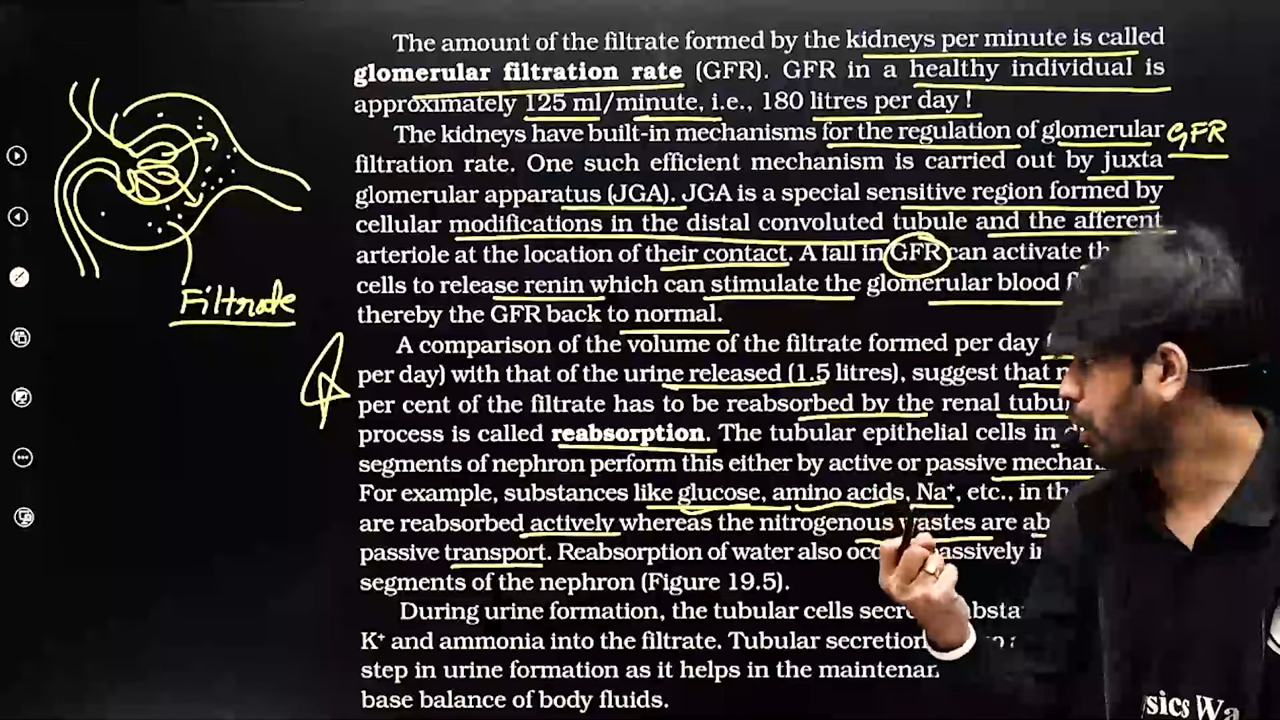 The amount of the filtrate formed by the kidneys per minute is called
glomerular filtration rate (GFR). GFR in a healthy individual is
approximately 125 ml/minute, i.e., 180 litres per day !
The kidneys have built-in mechanisms for the regulation of glomerular GFR
filtration rate. One such efficient mechanism is carried out by juxta
glomerular apparatus (JGA). JGA is a special sensitive region formed by
cellular modifications in the distal convoluted tubule and the afferent
arteriole at the location of their contact. A fall in GFR can activate
cells to release renin which can stimulate the glomerular blood
Filtrate
thereby the GFR back to normal.
A comparison of the volume of the filtrate formed per day
per day) with that of the urine released (1.5 litres), suggest that
per cent of the filtrate has to be reabsorbed by the renal
process is called reabsorption. The tubular epithelial cells in
segments of nephron perform this either by active or passive
For example, substances like glucose, amino acids, Na⁺, etc., in
are reabsorbed actively whereas the nitrogenous wastes are
passive transport. Reabsorption of water also passively
segments of the nephron (Figure 19.5).
During urine formation, the tubular cells
K⁺ and ammonia into the filtrate. Tubular secretion
step in urine formation as it helps in the
base balance of body fluids.